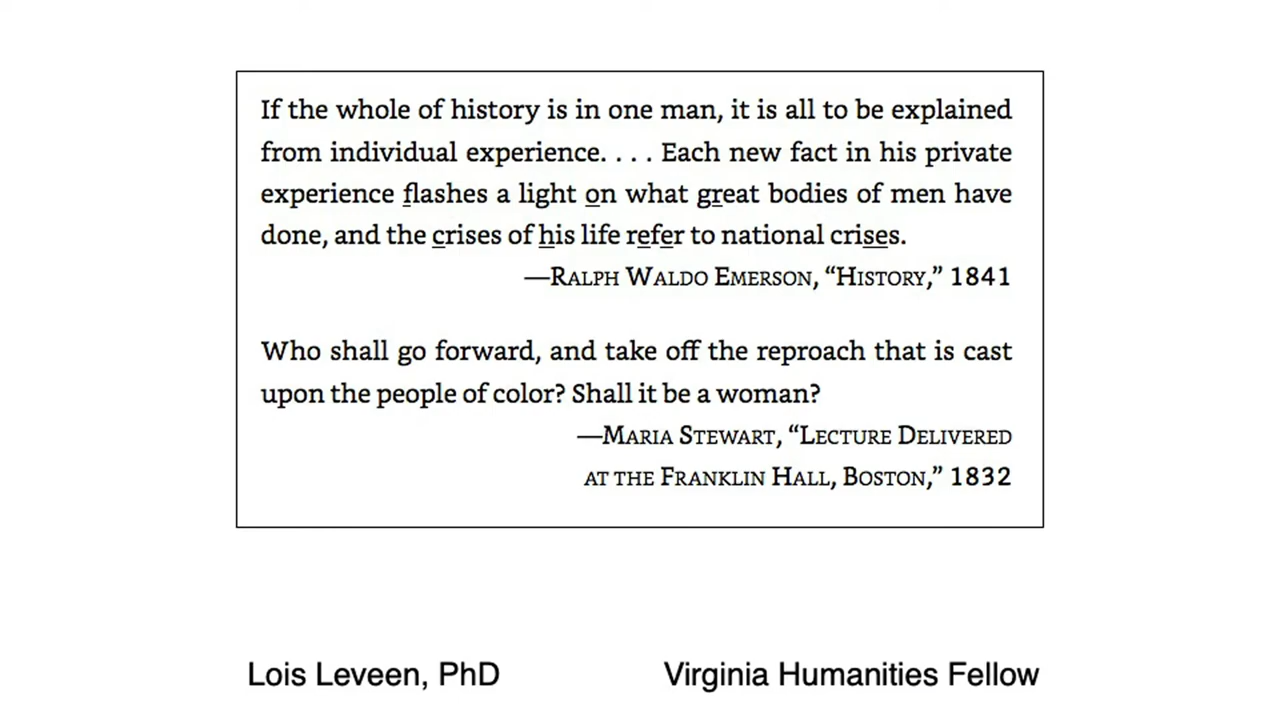 If the whole of history is in one man, it is all to be explained
from individual experience. . . . Each new fact in his private
experience flashes a light on what great bodies of men have
done, and the crises of his life refer to national crises.
—Ralph Waldo Emerson, “History,” 1841
Who shall go forward, and take off the reproach that is cast
upon the people of color? Shall it be a woman?
—Maria Stewart, “Lecture Delivered
at the Franklin Hall, Boston,” 1832
Lois Leveen, PhD
Virginia Humanities Fellow